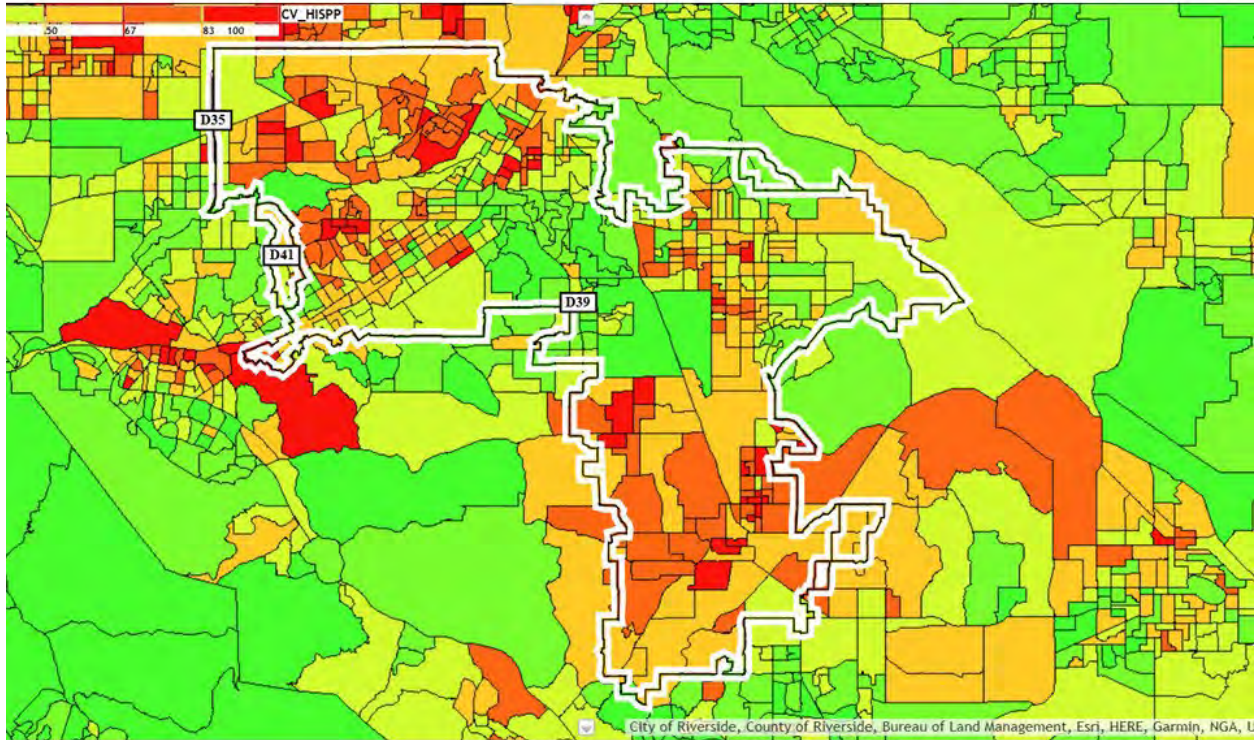 CV_HISPP
50 67 83 100
D35
D41
D39
City of Riverside, County of Riverside, Bureau of Land Management, Esri, HERE, Garmin, NGA,